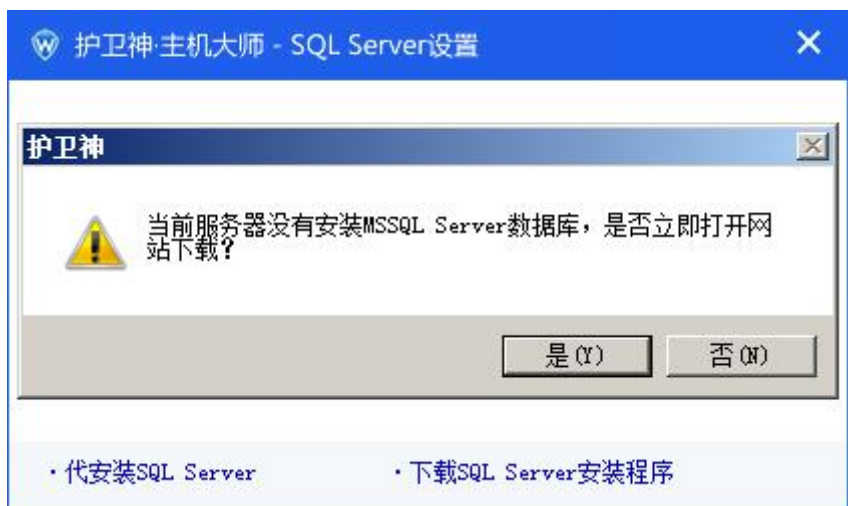 护卫神·主机大师 - SQL Server设置
护卫神
当前服务器没有安装MSSQL Server数据库，是否立即打开网
站下载？
是(Y) 否(N)
·代安装SQL Server ·下载SQL Server安装程序